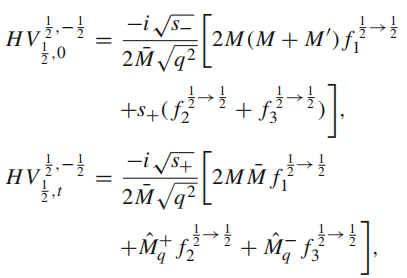 $HV^{\frac{1}{2},-\frac{1}{2}}_{\frac{1}{2},0} = \frac{-i\sqrt{s_-}}{2\bar{M}\sqrt{q^2}} \Big[ 2M(M+M')f_1^{\frac{1}{2}\to\frac{1}{2}}$
$+s_+(f_2^{\frac{1}{2}\to\frac{1}{2}} + f_3^{\frac{1}{2}\to\frac{1}{2}})\Big],$
$HV^{\frac{1}{2},-\frac{1}{2}}_{\frac{1}{2},t} = \frac{-i\sqrt{s_+}}{2\bar{M}\sqrt{q^2}} \Big[ 2M\bar{M}f_1^{\frac{1}{2}\to\frac{1}{2}}$
$+\hat{M}_q^+ f_2^{\frac{1}{2}\to\frac{1}{2}} + \hat{M}_q^- f_3^{\frac{1}{2}\to\frac{1}{2}}\Big],$